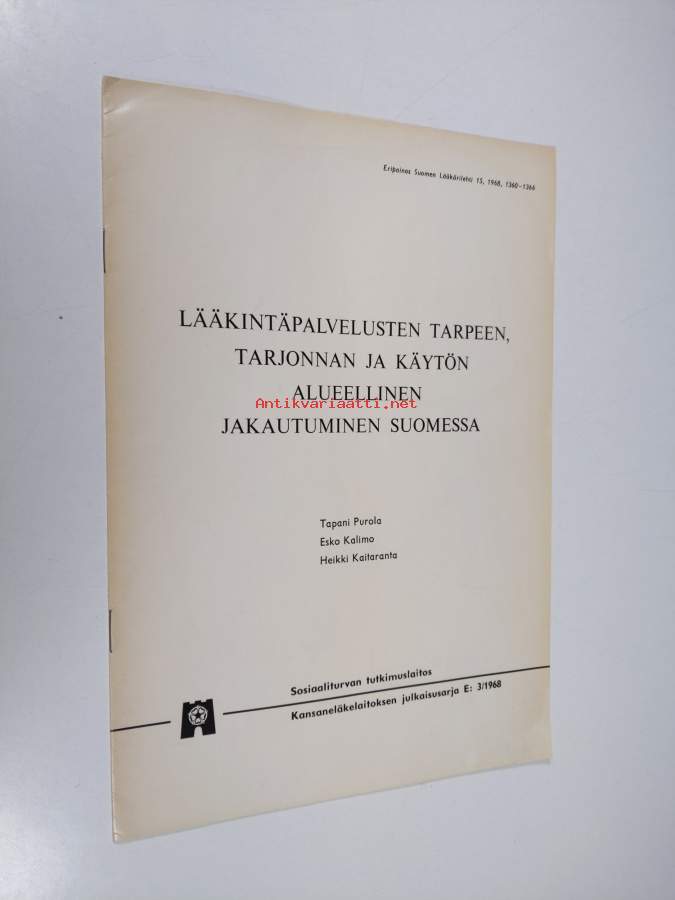 Eripainos Suomen Lääkärilehti 15, 1968, 1360-1366
LÄÄKINTÄPALVELUSTEN TARPEEN,
TARJONNAN JA KÄYTÖN
ALUEELLINEN
Antikvariaatti.net
JAKAUTUMINEN SUOMESSA
Tapani Purola
Esko Kalimo
Heikki Kaitaranta
Sosiaaliturvan tutkimuslaitos
Kansaneläkelaitoksen julkaisusarja E: 3/1968